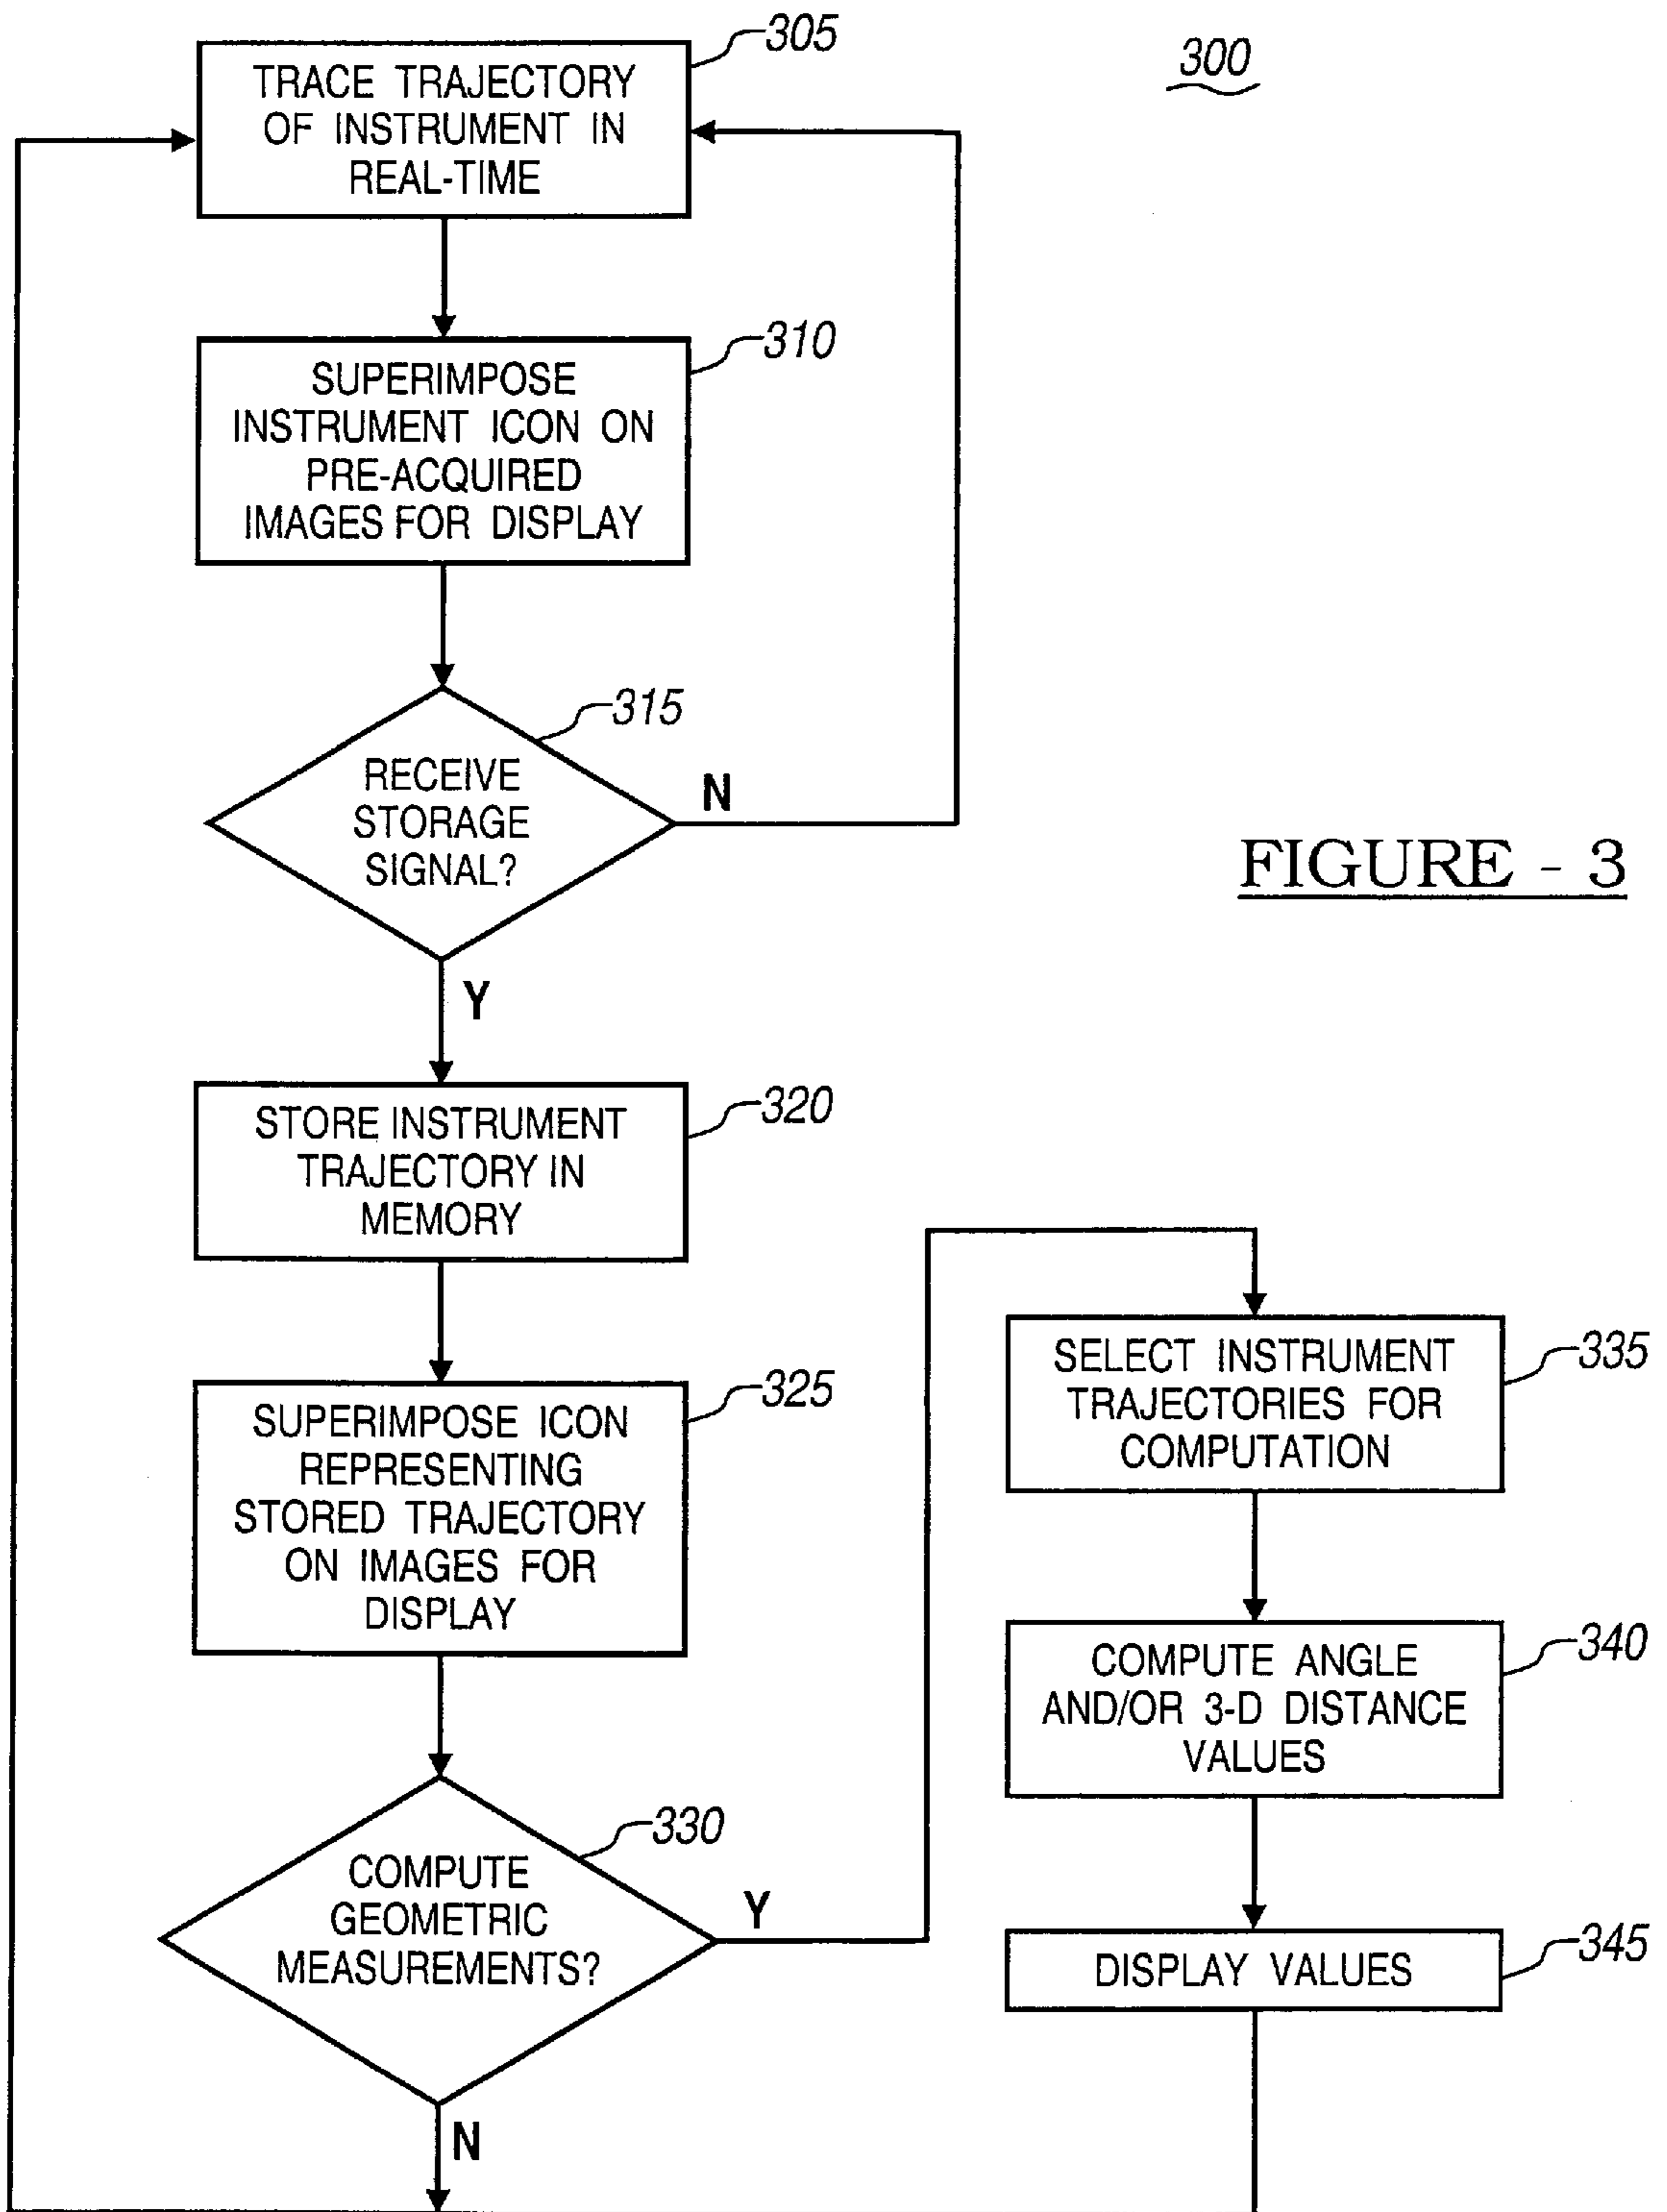 305
300
TRACE TRAJECTORY
OF INSTRUMENT IN
REAL-TIME
310
SUPERIMPOSE
INSTRUMENT ICON ON
PRE-ACQUIRED
IMAGES FOR DISPLAY
315
RECEIVE
STORAGE
SIGNAL?
N
FIGURE - 3
Y
320
STORE INSTRUMENT
TRAJECTORY IN
MEMORY
325
SUPERIMPOSE ICON
REPRESENTING
STORED TRAJECTORY
ON IMAGES FOR
DISPLAY
330
COMPUTE
GEOMETRIC
MEASUREMENTS?
Y
N
335
SELECT INSTRUMENT
TRAJECTORIES FOR
COMPUTATION
340
COMPUTE ANGLE
AND/OR 3-D DISTANCE
VALUES
345
DISPLAY VALUES